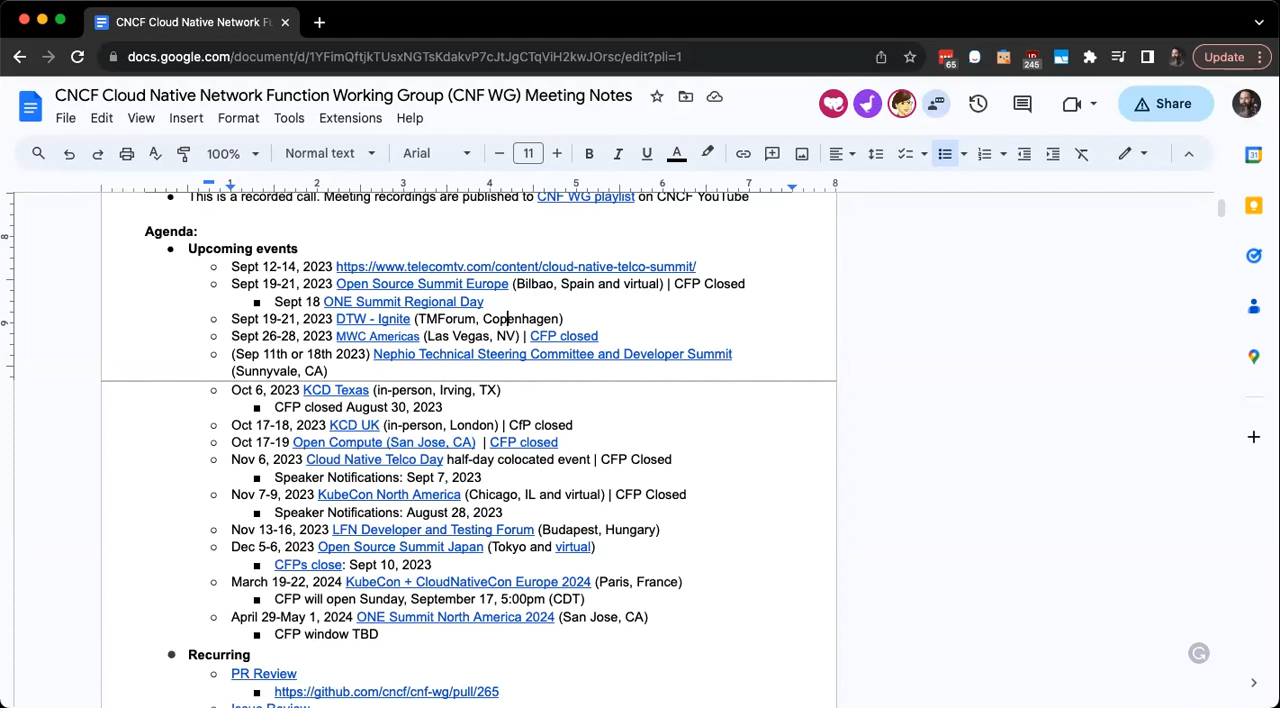 CNCF Cloud Native Network Fu
docs.google.com/document/d/1YFimQftjkTUsxNGTsKdakvP7cJtJgCTqViH2kwJOrsc/edit?pli=1
65
245
Update
CNCF Cloud Native Network Function Working Group (CNF WG) Meeting Notes
Share
File Edit View Insert Format Tools Extensions Help
100% Normal text Arial 11 B I U A
1 2 3 4 5 6 7 8
This is a recorded call. Meeting recordings are published to CNF WG playlist on CNCF YouTube
Agenda:
Upcoming events
Sept 12-14, 2023 https://www.telecomtv.com/content/cloud-native-telco-summit/
Sept 19-21, 2023 Open Source Summit Europe (Bilbao, Spain and virtual) | CFP Closed
Sept 18 ONE Summit Regional Day
Sept 19-21, 2023 DTW - Ignite (TMForum, Copenhagen)
Sept 26-28, 2023 MWC Americas (Las Vegas, NV) | CFP closed
(Sep 11th or 18th 2023) Nephio Technical Steering Committee and Developer Summit
(Sunnyvale, CA)
Oct 6, 2023 KCD Texas (in-person, Irving, TX)
CFP closed August 30, 2023
Oct 17-18, 2023 KCD UK (in-person, London) | CfP closed
Oct 17-19 Open Compute (San Jose, CA) | CFP closed
Nov 6, 2023 Cloud Native Telco Day half-day colocated event | CFP Closed
Speaker Notifications: Sept 7, 2023
Nov 7-9, 2023 KubeCon North America (Chicago, IL and virtual) | CFP Closed
Speaker Notifications: August 28, 2023
Nov 13-16, 2023 LFN Developer and Testing Forum (Budapest, Hungary)
Dec 5-6, 2023 Open Source Summit Japan (Tokyo and virtual)
CFPs close: Sept 10, 2023
March 19-22, 2024 KubeCon + CloudNativeCon Europe 2024 (Paris, France)
CFP will open Sunday, September 17, 5:00pm (CDT)
April 29-May 1, 2024 ONE Summit North America 2024 (San Jose, CA)
CFP window TBD
Recurring
PR Review
https://github.com/cncf/cnf-wg/pull/265
Issue Review